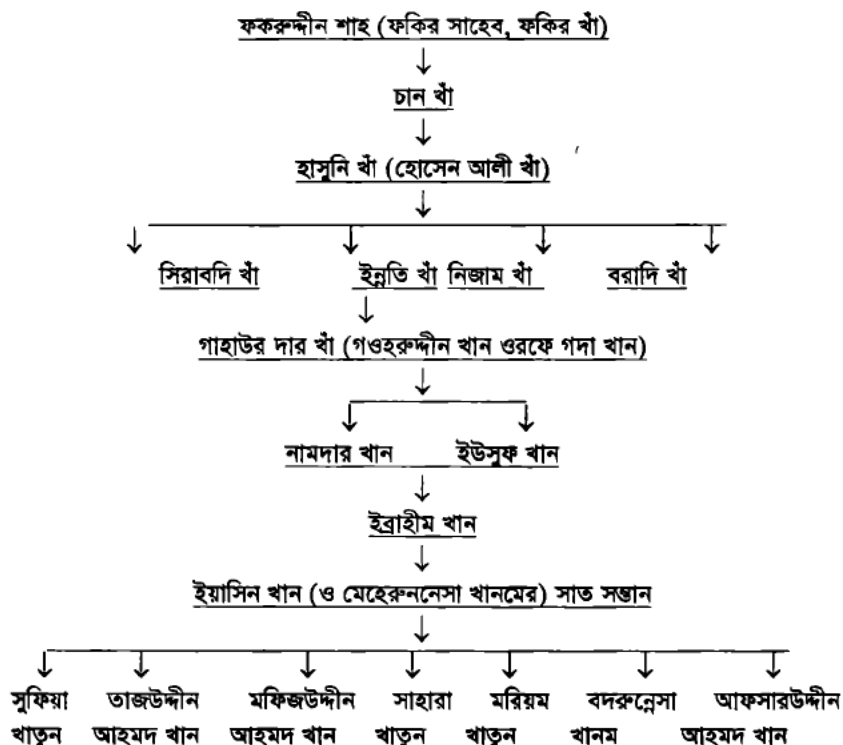 ফকরুদ্দীন শাহ (ফকির সাহেব, ফকির খাঁ)
চান খাঁ
হাসুনি খাঁ (হোসেন আলী খাঁ)
সিরাবদি খাঁ ইন্নতি খাঁ নিজাম খাঁ বরাদি খাঁ
গাহাউর দার খাঁ (গওহরুদ্দীন খান ওরফে গদা খান)
নামদার খান ইউসুফ খান
ইব্রাহীম খান
ইয়াসিন খান (ও মেহেরুননেসা খানমের) সাত সন্তান
সুফিয়া তাজউদ্দীন মফিজউদ্দীন সাহারা মরিয়ম বদরুন্নেসা আফসারউদ্দীন
খাতুন আহমদ খান আহমদ খান খাতুন খাতুন খানম আহমদ খান